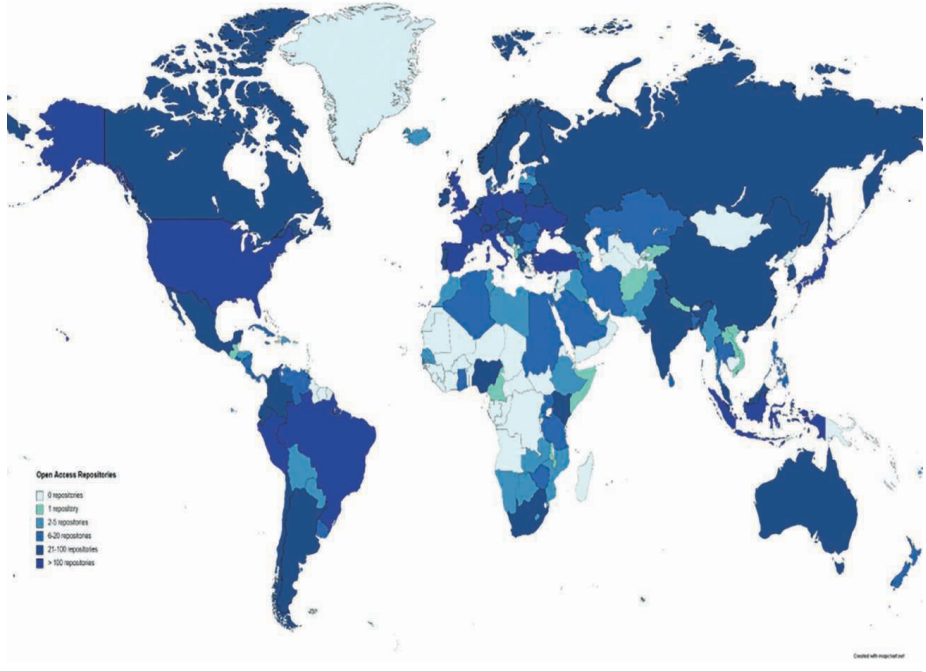 Open Access Repositories
0 repositories
1 repository
2-5 repositories
6-20 repositories
21-100 repositories
> 100 repositories
Created with mapchart.net